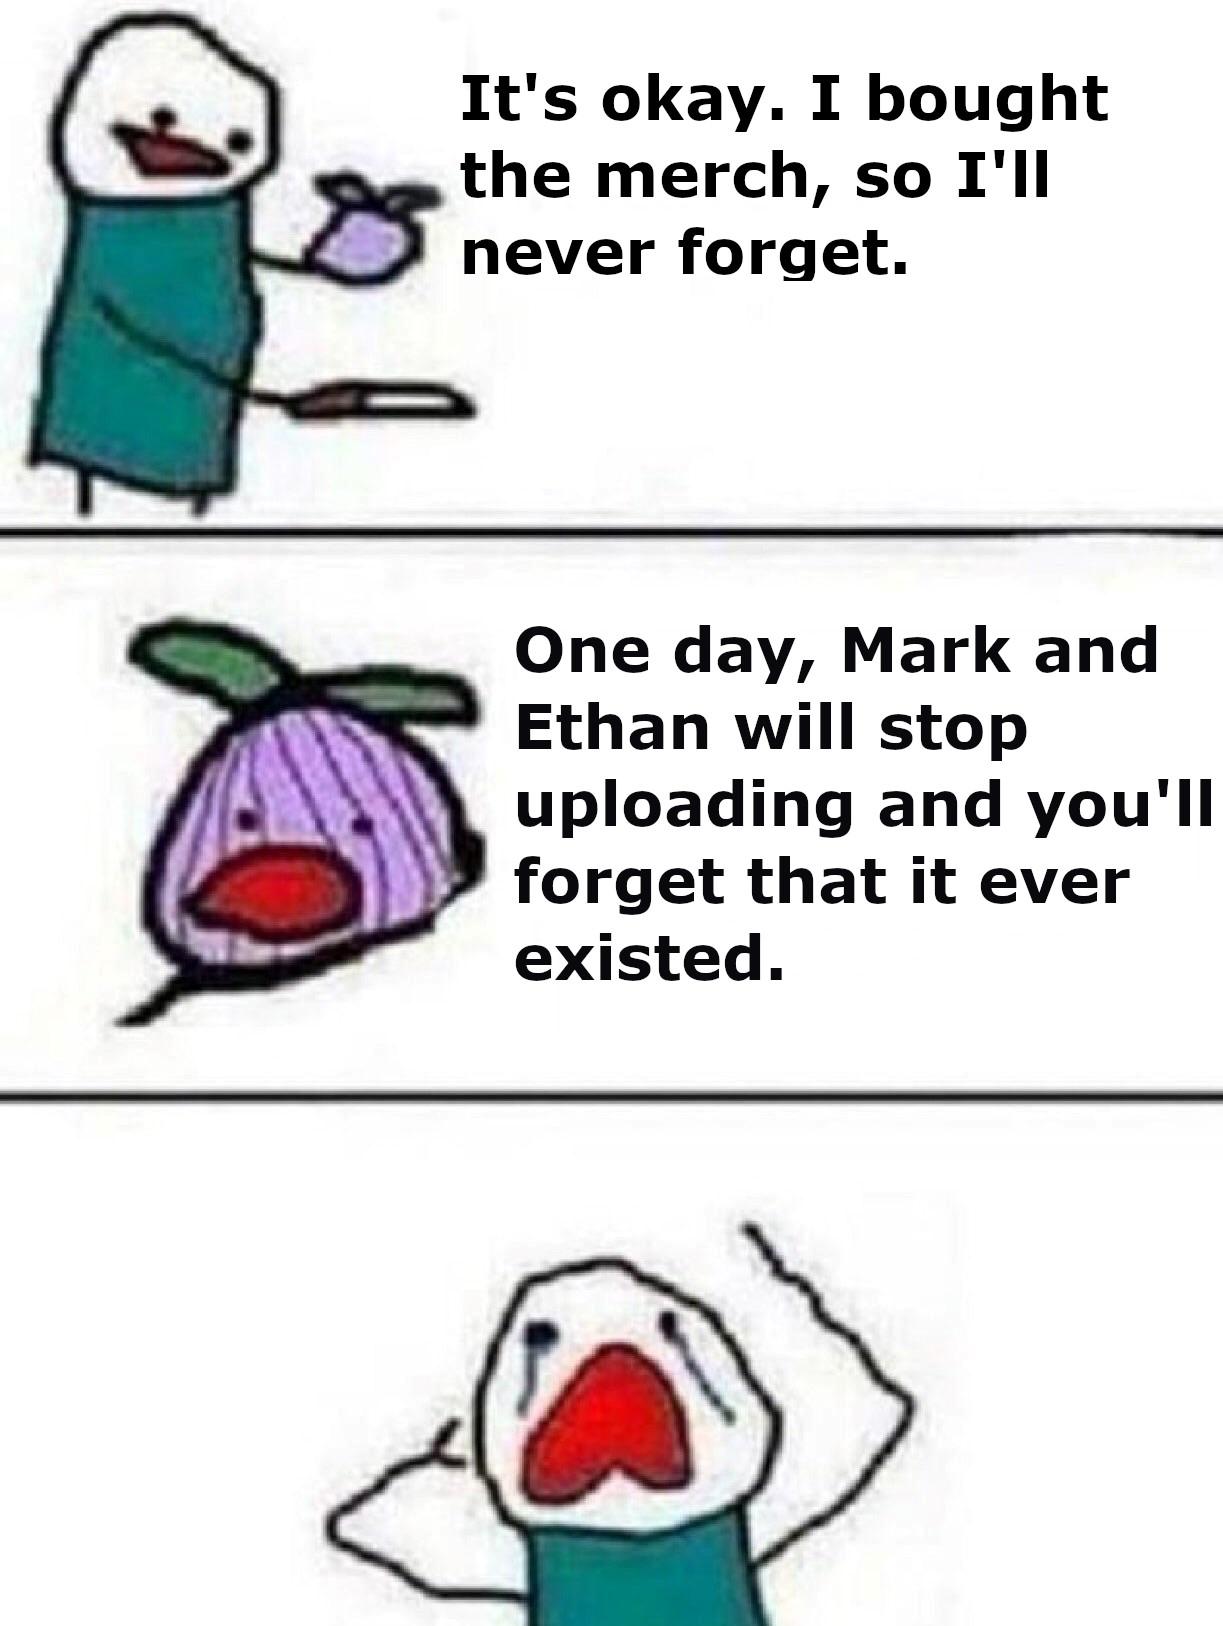 It's okay. I bought
the merch, so I'll
never forget.
One day, Mark and
Ethan will stop
uploading and you'll
forget that it ever
existed.